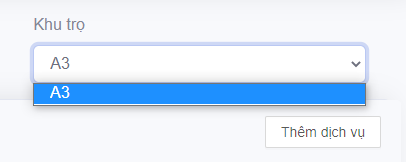 Khu trọ
A3
A3
Thêm dịch vụ